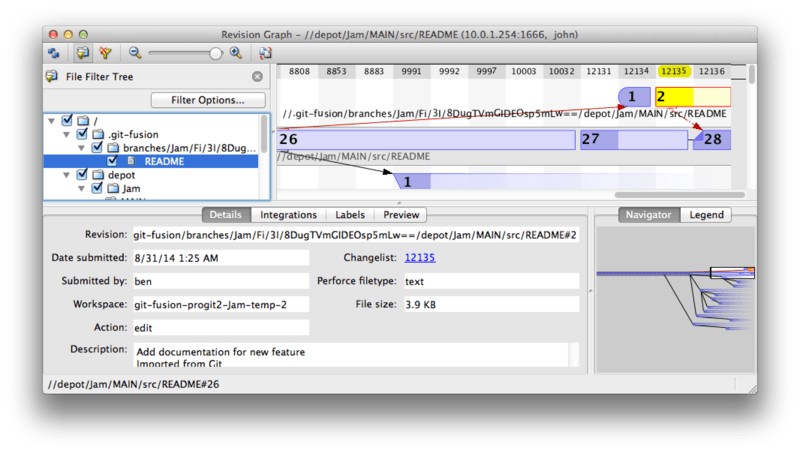 Revision Graph - //depot/Jam/MAIN/src/README (10.0.1.254:1666, john)
File Filter Tree
Filter Options...
/
.git-fusion
branches/Jam/Fi/3I/8Dug...
README
depot
Jam
8808 8853 8883 9991 9992 9997 10003 10032 12131 12134 12135 12136
1 2
//.git-fusion/branches/Jam/Fi/3I/8DugTVmGIDEOsp5mLw==/depot/Jam/MAIN/src/README
26 27 28
//depot/Jam/MAIN/src/README
1
Details Integrations Labels Preview
Revision: git-fusion/branches/Jam/Fi/3I/8DugTVmGIDEOsp5mLw==/depot/Jam/MAIN/src/README#2
Date submitted: 8/31/14 1:25 AM Changelist: 12135
Submitted by: ben Perforce filetype: text
Workspace: git-fusion-progit2-Jam-temp-2 File size: 3.9 KB
Action: edit
Description: Add documentation for new feature
Imported from Git
Navigator Legend
//depot/Jam/MAIN/src/README#26